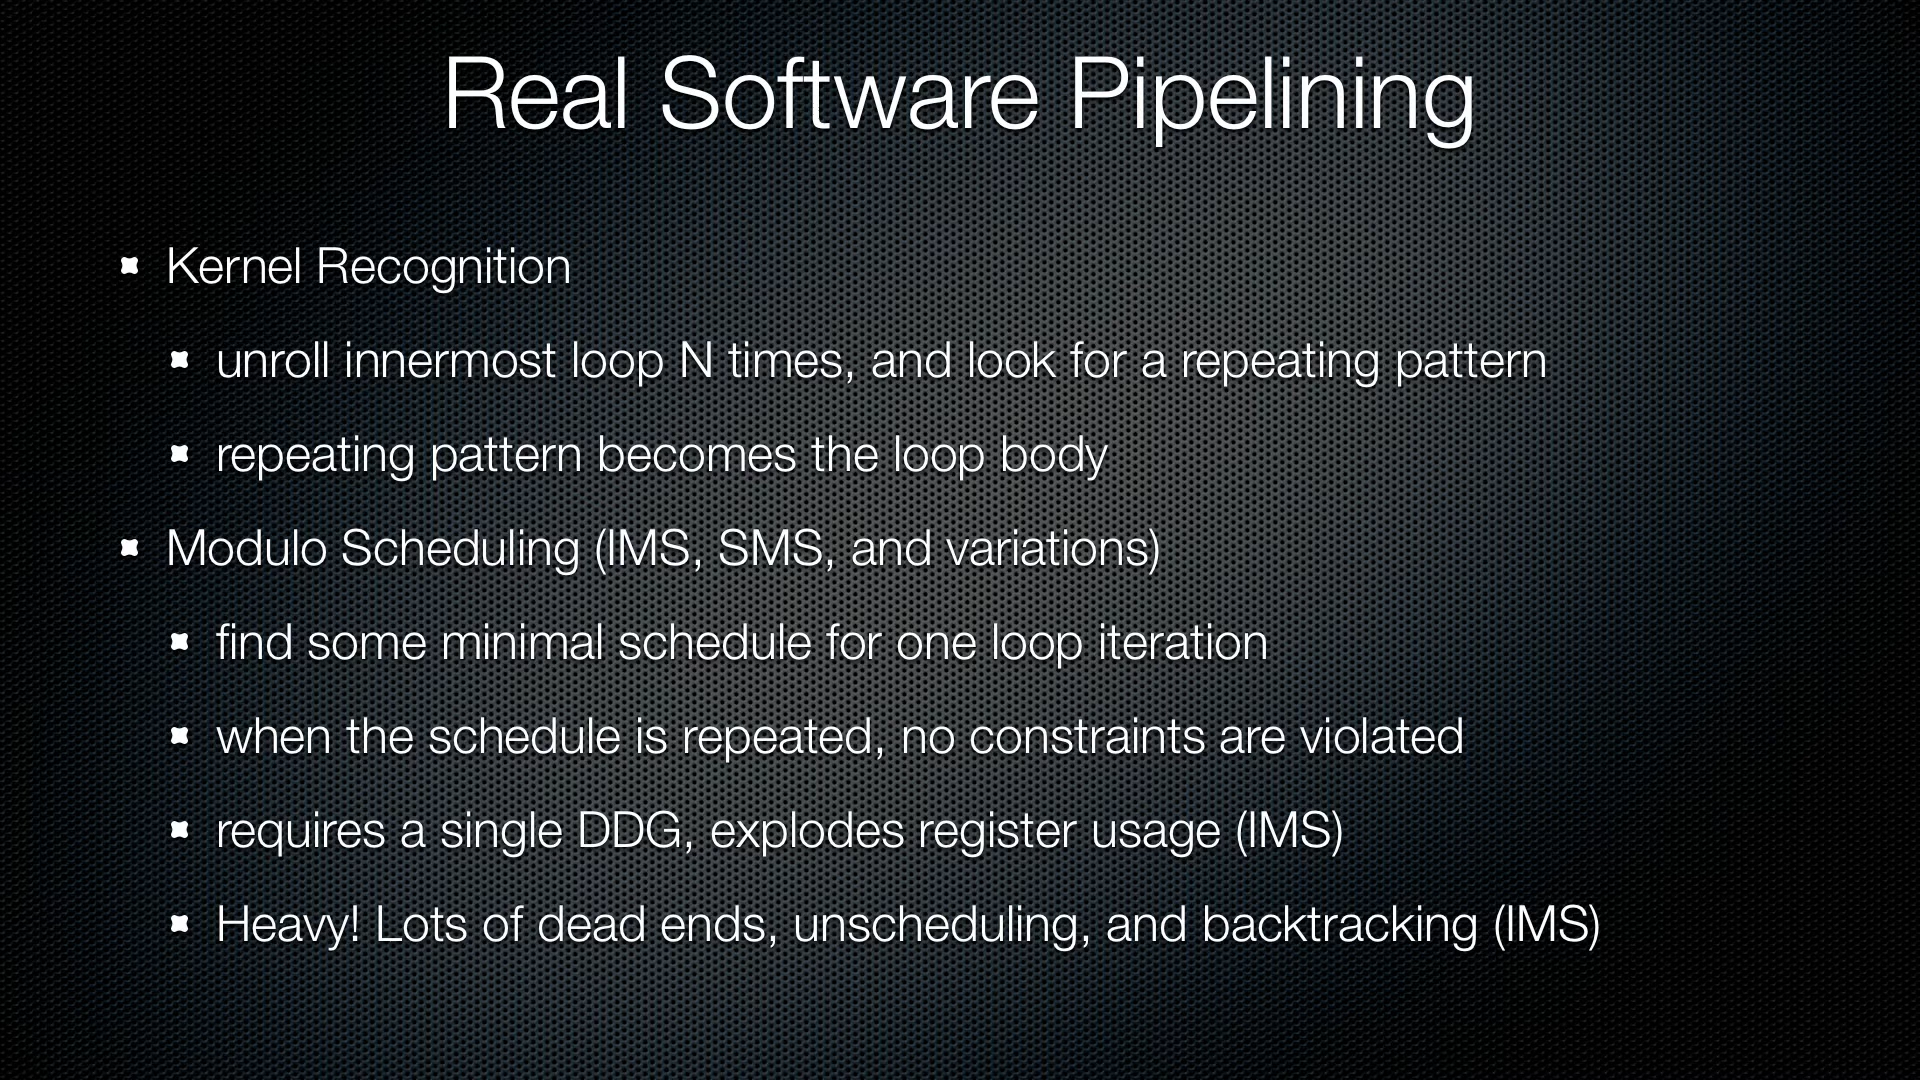 Real Software Pipelining
Kernel Recognition
unroll innermost loop N times, and look for a repeating pattern
repeating pattern becomes the loop body
Modulo Scheduling (IMS, SMS, and variations)
find some minimal schedule for one loop iteration
when the schedule is repeated, no constraints are violated
requires a single DDG, explodes register usage (IMS)
Heavy! Lots of dead ends, unscheduling, and backtracking (IMS)